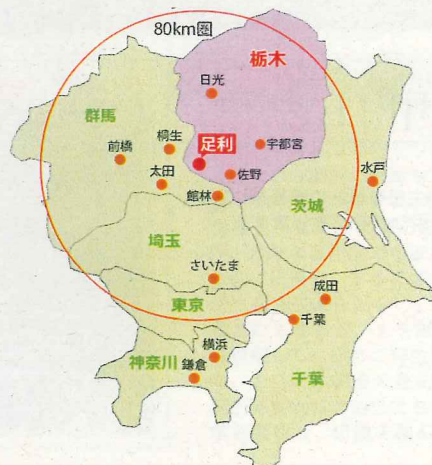 80km圏
栃木
日光
群馬
桐生
前橋
足利
宇都宮
太田
佐野
館林
水戸
茨城
埼玉
さいたま
成田
東京
千葉
横浜
神奈川
鎌倉
千葉